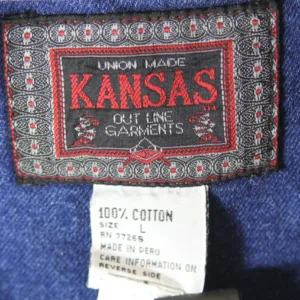 UNION MADE
KANSAS
OUT LINE
GARMENTS
100% COTTON
SIZE L
RN 77265
MADE IN PERU
CARE INFORMATION ON
REVERSE SIDE